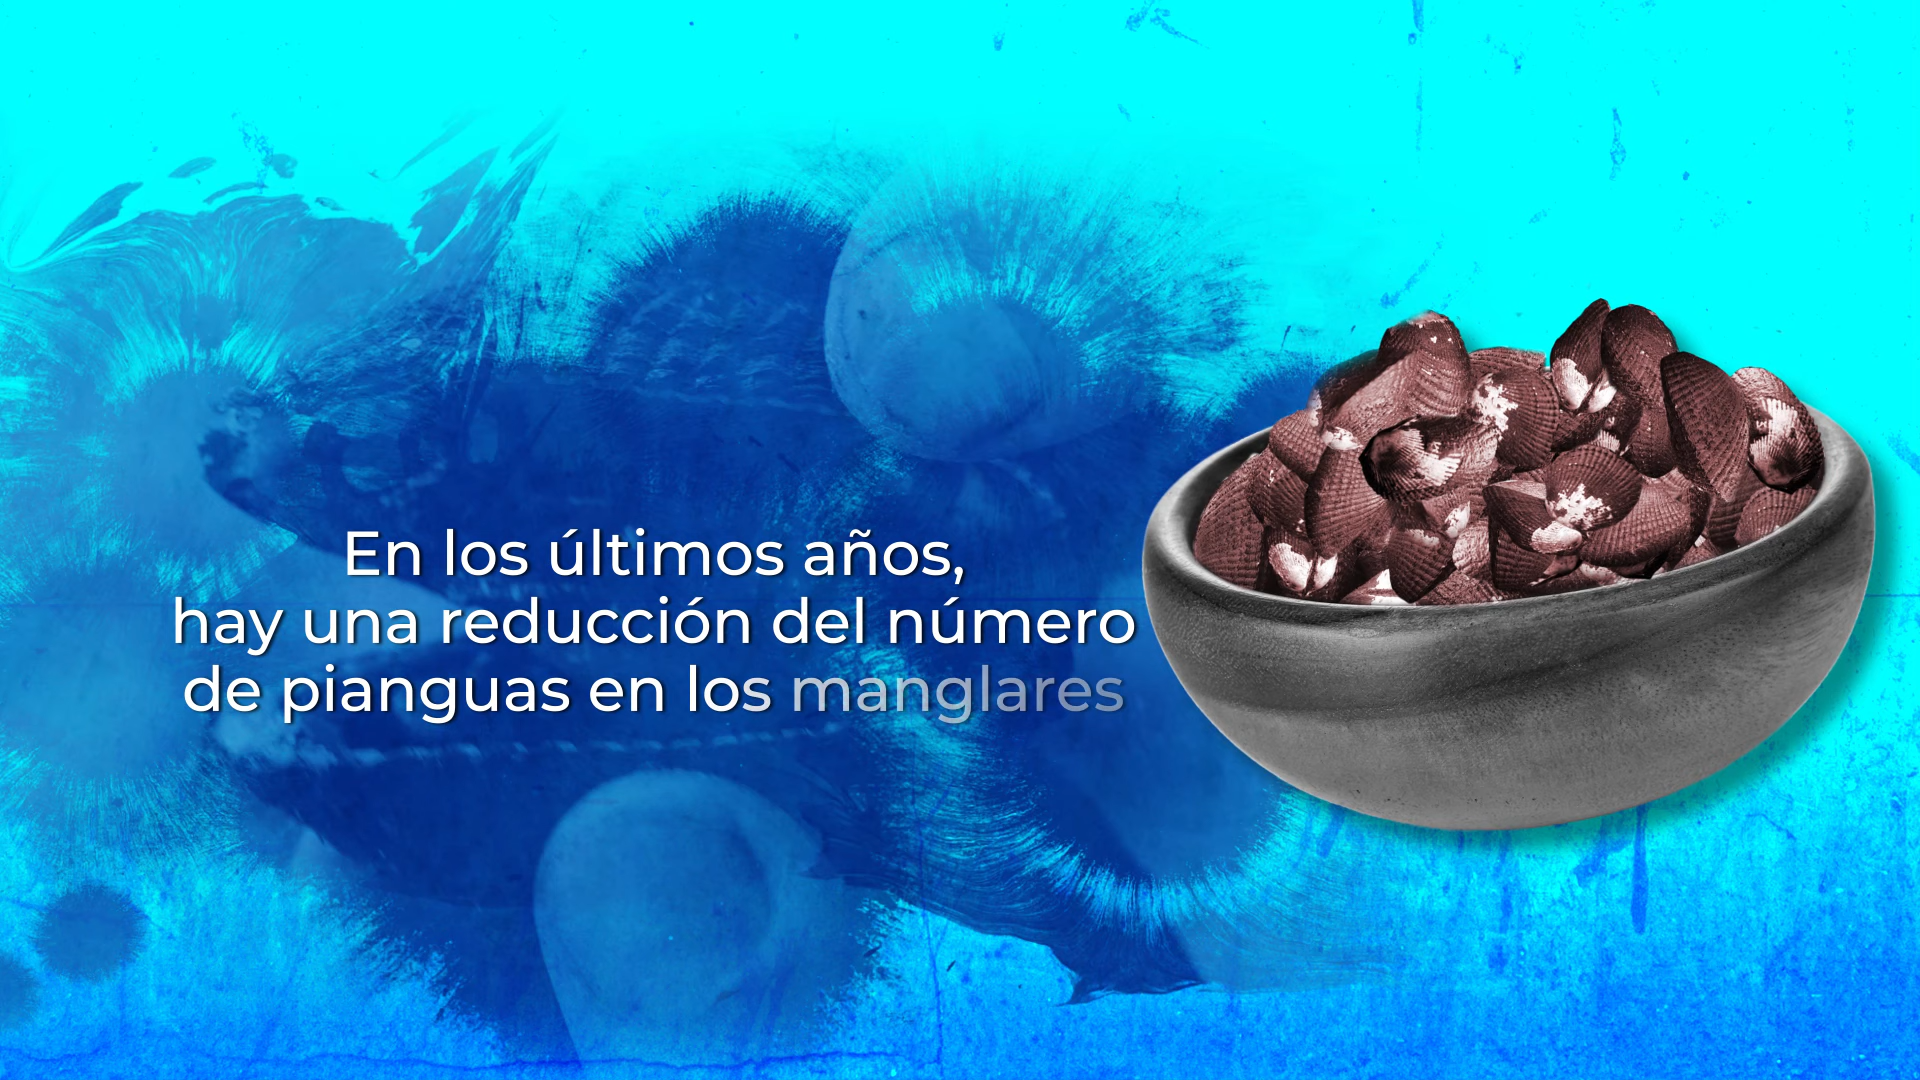 En los últimos años,
hay una reducción del número
de pianguas en los manglares